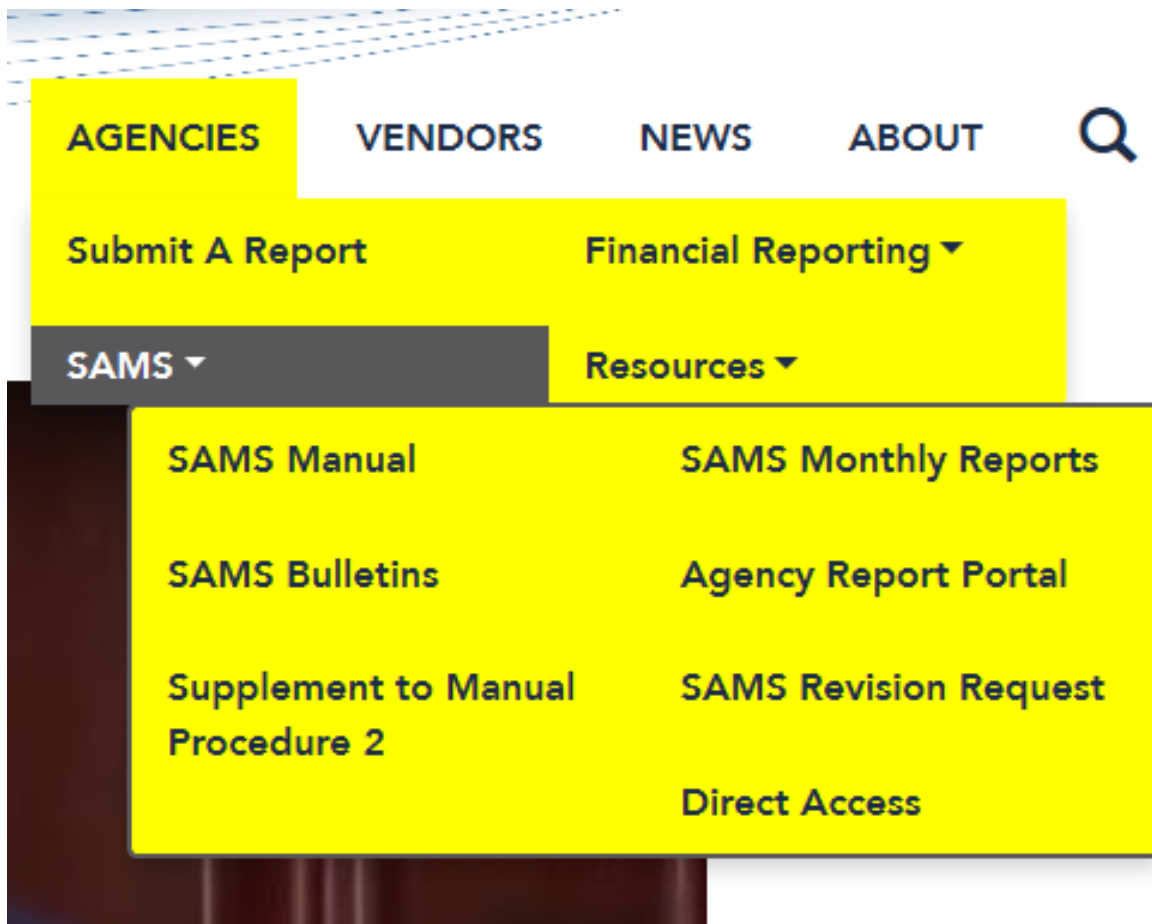 AGENCIES VENDORS NEWS ABOUT
Submit A Report Financial Reporting
SAMS Resources
SAMS Manual SAMS Monthly Reports
SAMS Bulletins Agency Report Portal
Supplement to Manual SAMS Revision Request
Procedure 2
Direct Access